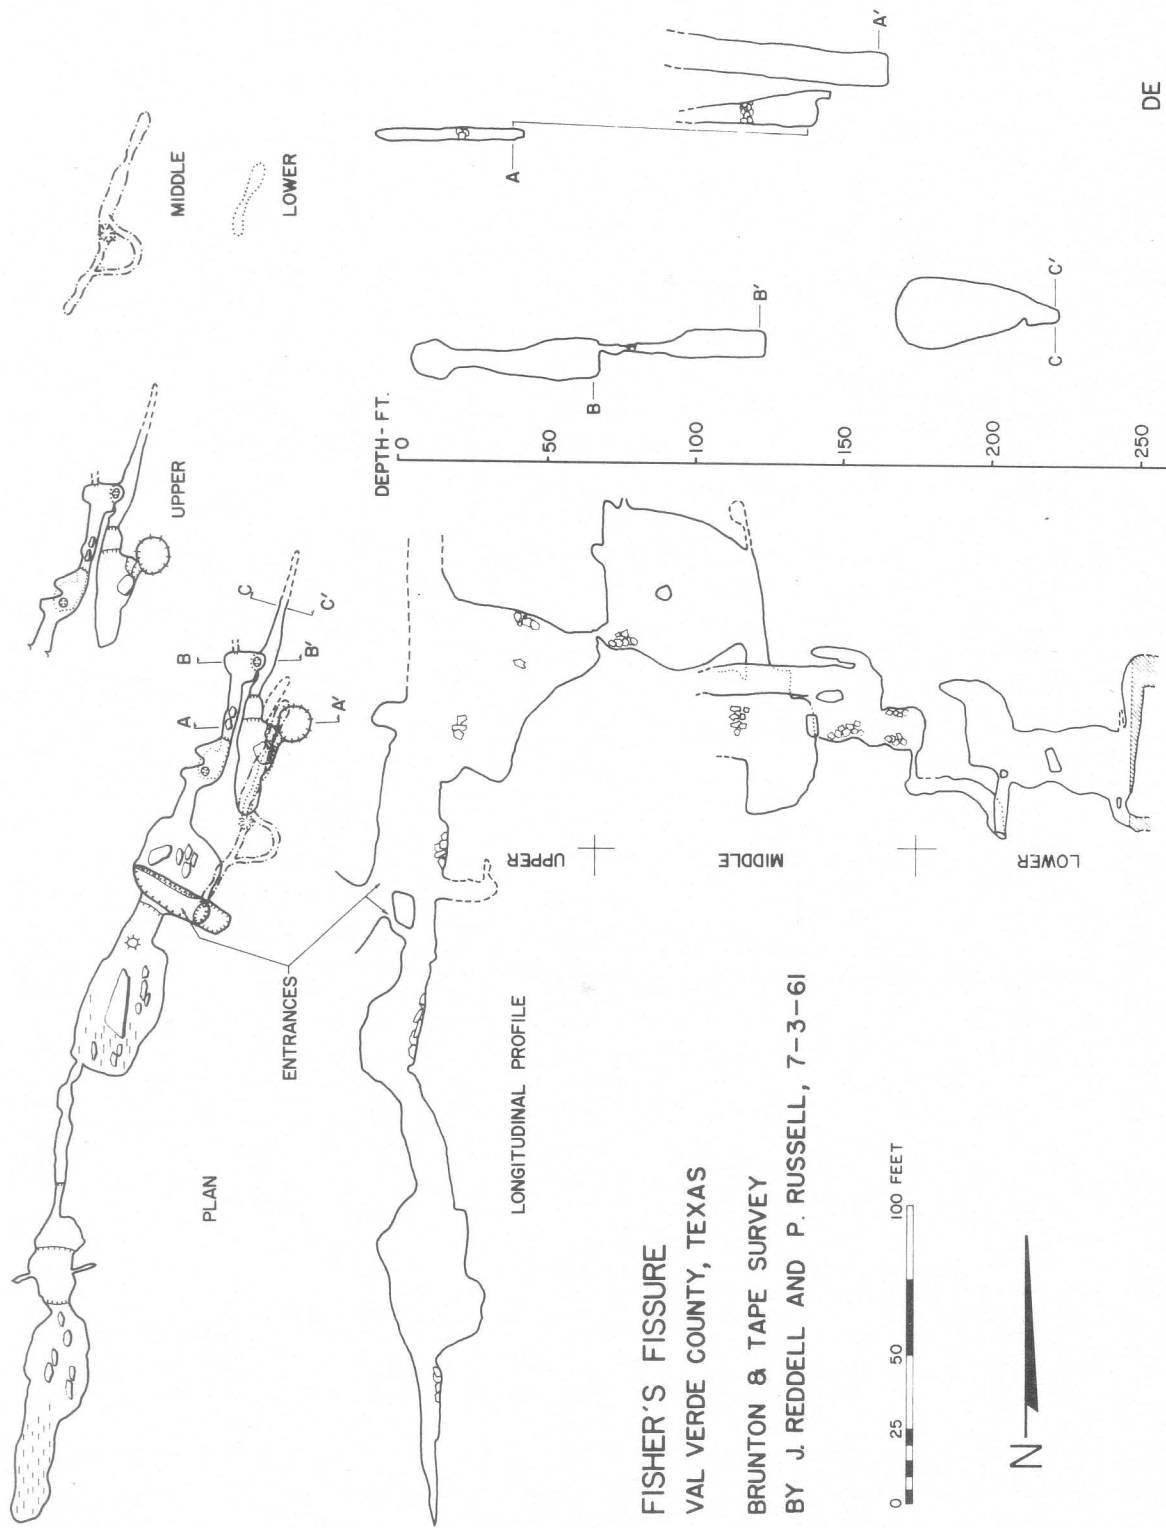 FISHER'S FISSURE
VAL VERDE COUNTY, TEXAS
BRUNTON & TAPE SURVEY
BY J. REDDELL AND P. RUSSELL, 7-3-61
0 25 50 100 FEET
N
PLAN
ENTRANCES
LONGITUDINAL PROFILE
UPPER
MIDDLE
LOWER
A
A'
B
B'
C
C'
UPPER
MIDDLE
LOWER
DEPTH-FT.
0
50
100
150
200
250
A
A'
B
B'
C
C'
DE